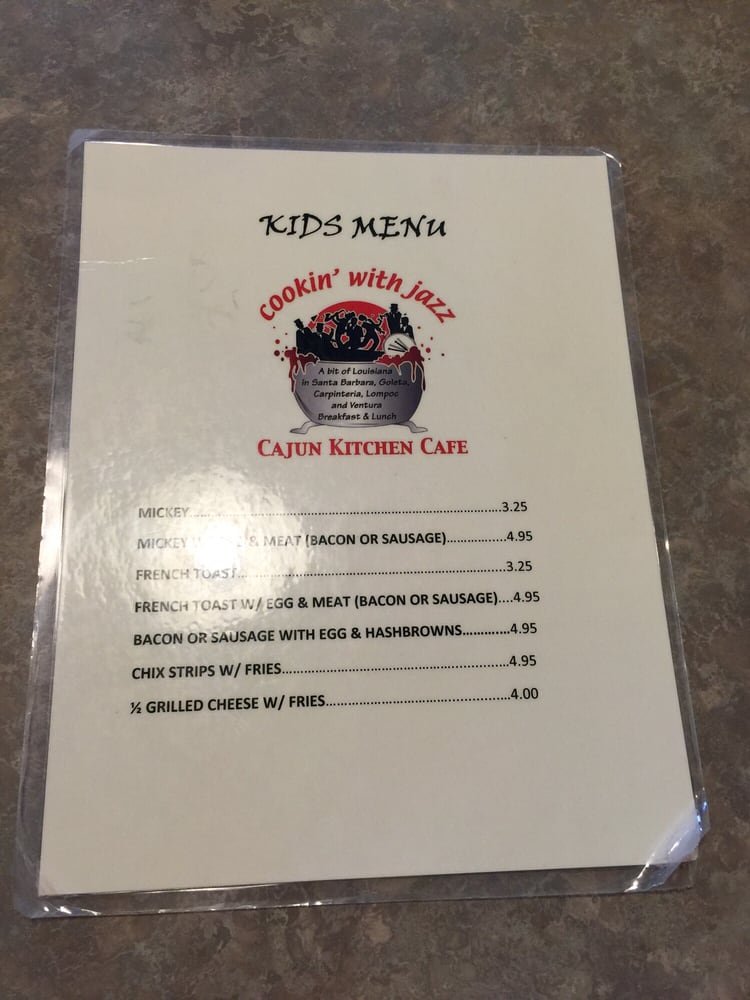 KIDS MENU
cookin' with jazz
A bit of Louisiana
in Santa Barbara, Goleta,
Carpinteria, Lompoc
and Ventura
Breakfast & Lunch
CAJUN KITCHEN CAFE
MICKEY........................................................................3.25
MICKEY & MEAT (BACON OR SAUSAGE)................4.95
FRENCH TOAST..............................................................3.25
FRENCH TOAST W/ EGG & MEAT (BACON OR SAUSAGE)....4.95
BACON OR SAUSAGE WITH EGG & HASHBROWNS............4.95
CHIX STRIPS W/ FRIES......................................................4.95
½ GRILLED CHEESE W/ FRIES............................................4.00